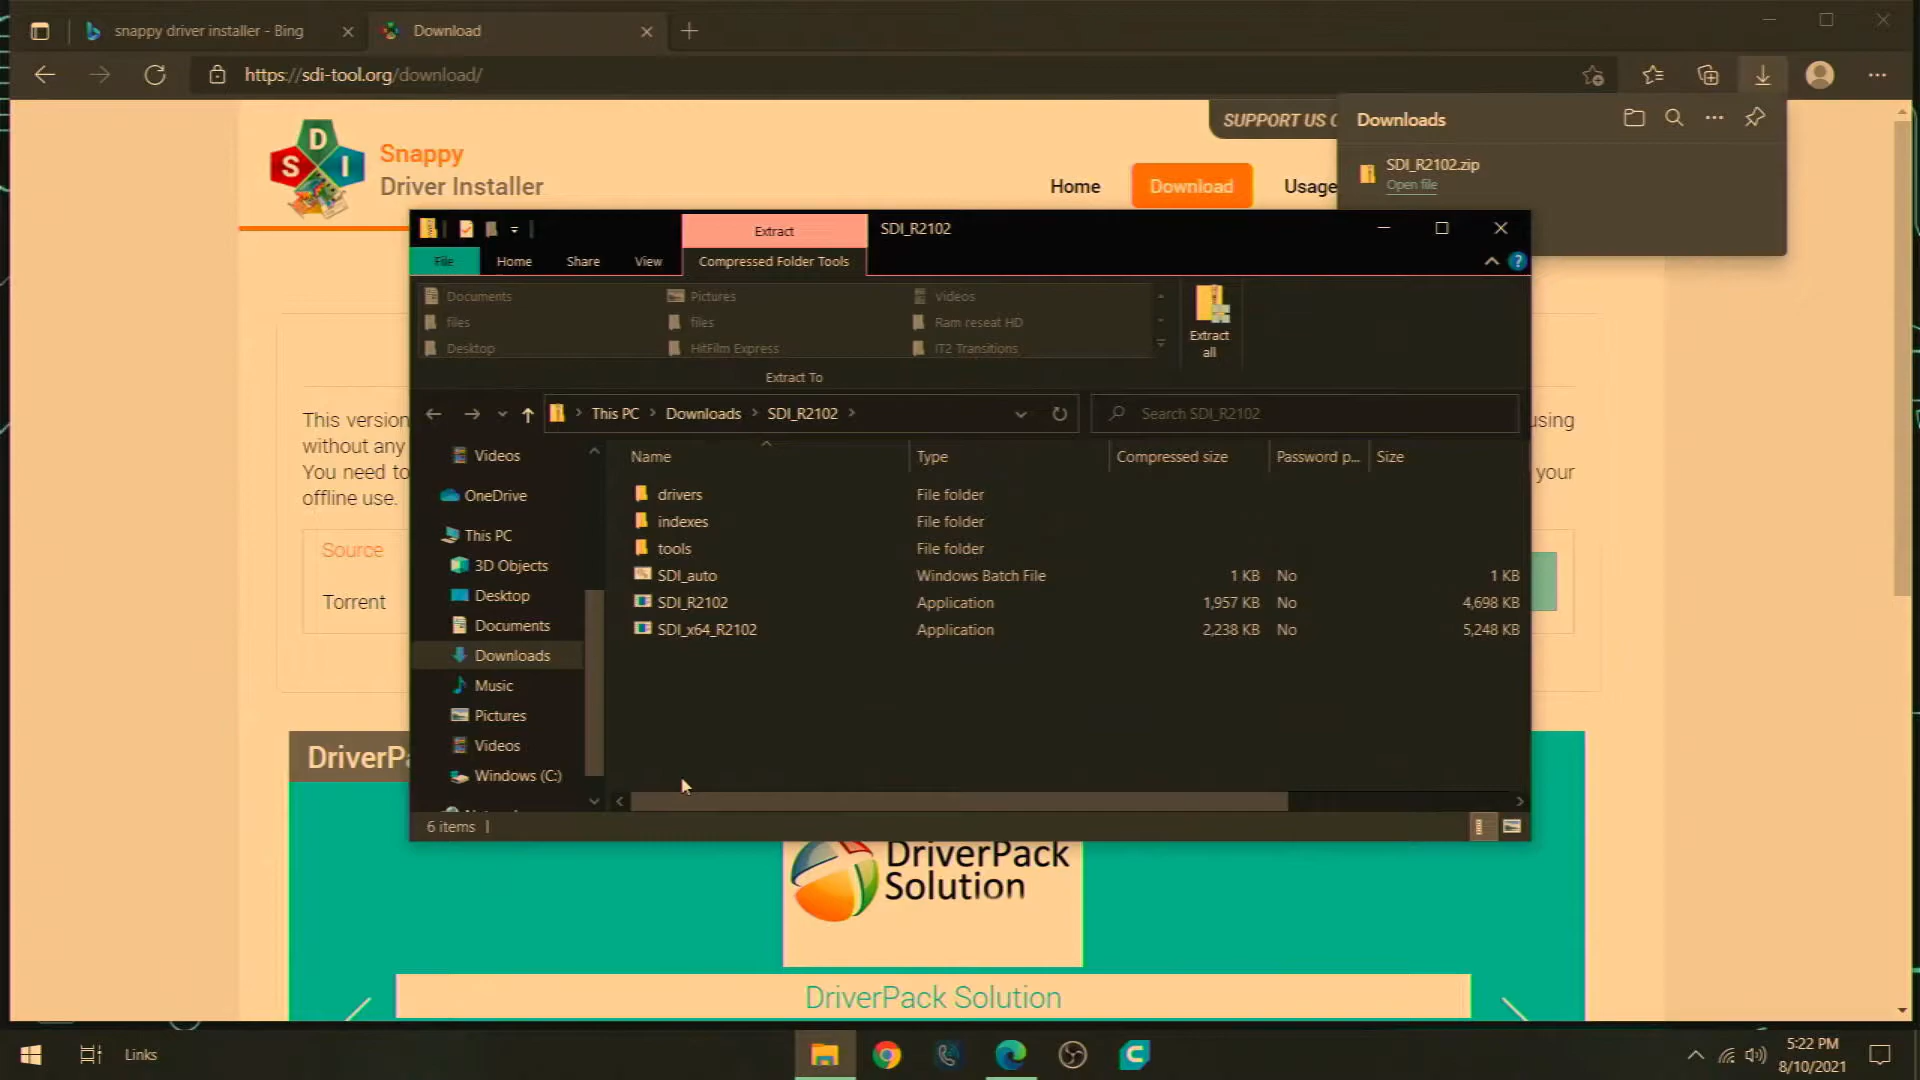 snappy driver installer - Bing
Download
https://sdi-tool.org/download/
SDI
Snappy
Driver Installer
SUPPORT US
Home
Download
Usage
Downloads
SDI_R2102.zip
Open file
Extract
SDI_R2102
File
Home
Share
View
Compressed Folder Tools
Documents
Pictures
Videos
files
files
Ram reseat HD
Desktop
HitFilm Express
IT2 Transitions
Extract
all
Extract To
This PC
Downloads
SDI_R2102
Search SDI_R2102
Name
Type
Compressed size
Password p...
Size
drivers
File folder
indexes
File folder
tools
File folder
SDI_auto
Windows Batch File
1 KB
No
1 KB
SDI_R2102
Application
1,957 KB
No
4,698 KB
SDI_x64_R2102
Application
2,238 KB
No
5,248 KB
Videos
OneDrive
This PC
3D Objects
Desktop
Documents
Downloads
Music
Pictures
Videos
Windows (C:)
6 items
This version
without any
You need to
offline use.
using
your
Source
Torrent
DriverPa
DriverPack
Solution
DriverPack Solution
Links
5:22 PM
8/10/2021